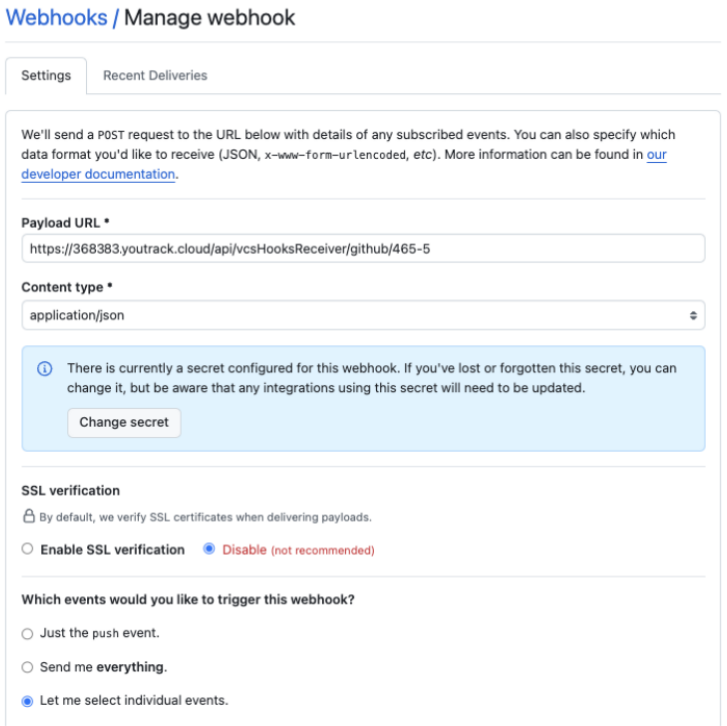 Webhooks / Manage webhook
Settings Recent Deliveries
We'll send a POST request to the URL below with details of any subscribed events. You can also specify which
data format you'd like to receive (JSON, x-www-form-urlencoded, etc). More information can be found in our
developer documentation.
Payload URL *
https://368383.youtrack.cloud/api/vcsHooksReceiver/github/465-5
Content type *
application/json
There is currently a secret configured for this webhook. If you've lost or forgotten this secret, you can
change it, but be aware that any integrations using this secret will need to be updated.
Change secret
SSL verification
By default, we verify SSL certificates when delivering payloads.
Enable SSL verification Disable (not recommended)
Which events would you like to trigger this webhook?
Just the push event.
Send me everything.
Let me select individual events.